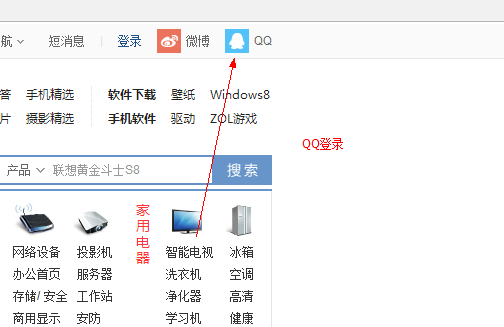 航 短消息 登录 微博 QQ
答 手机精选 软件下载 壁纸 Windows8
片 摄影精选 手机软件 驱动 ZOL游戏
QQ登录
产品 联想黄金斗士S8 搜索
家用电器
网络设备 投影机 智能电视 冰箱
办公首页 服务器 洗衣机 空调
存储/安全 工作站 净化器 高清
商用显示 安防 学习机 健康